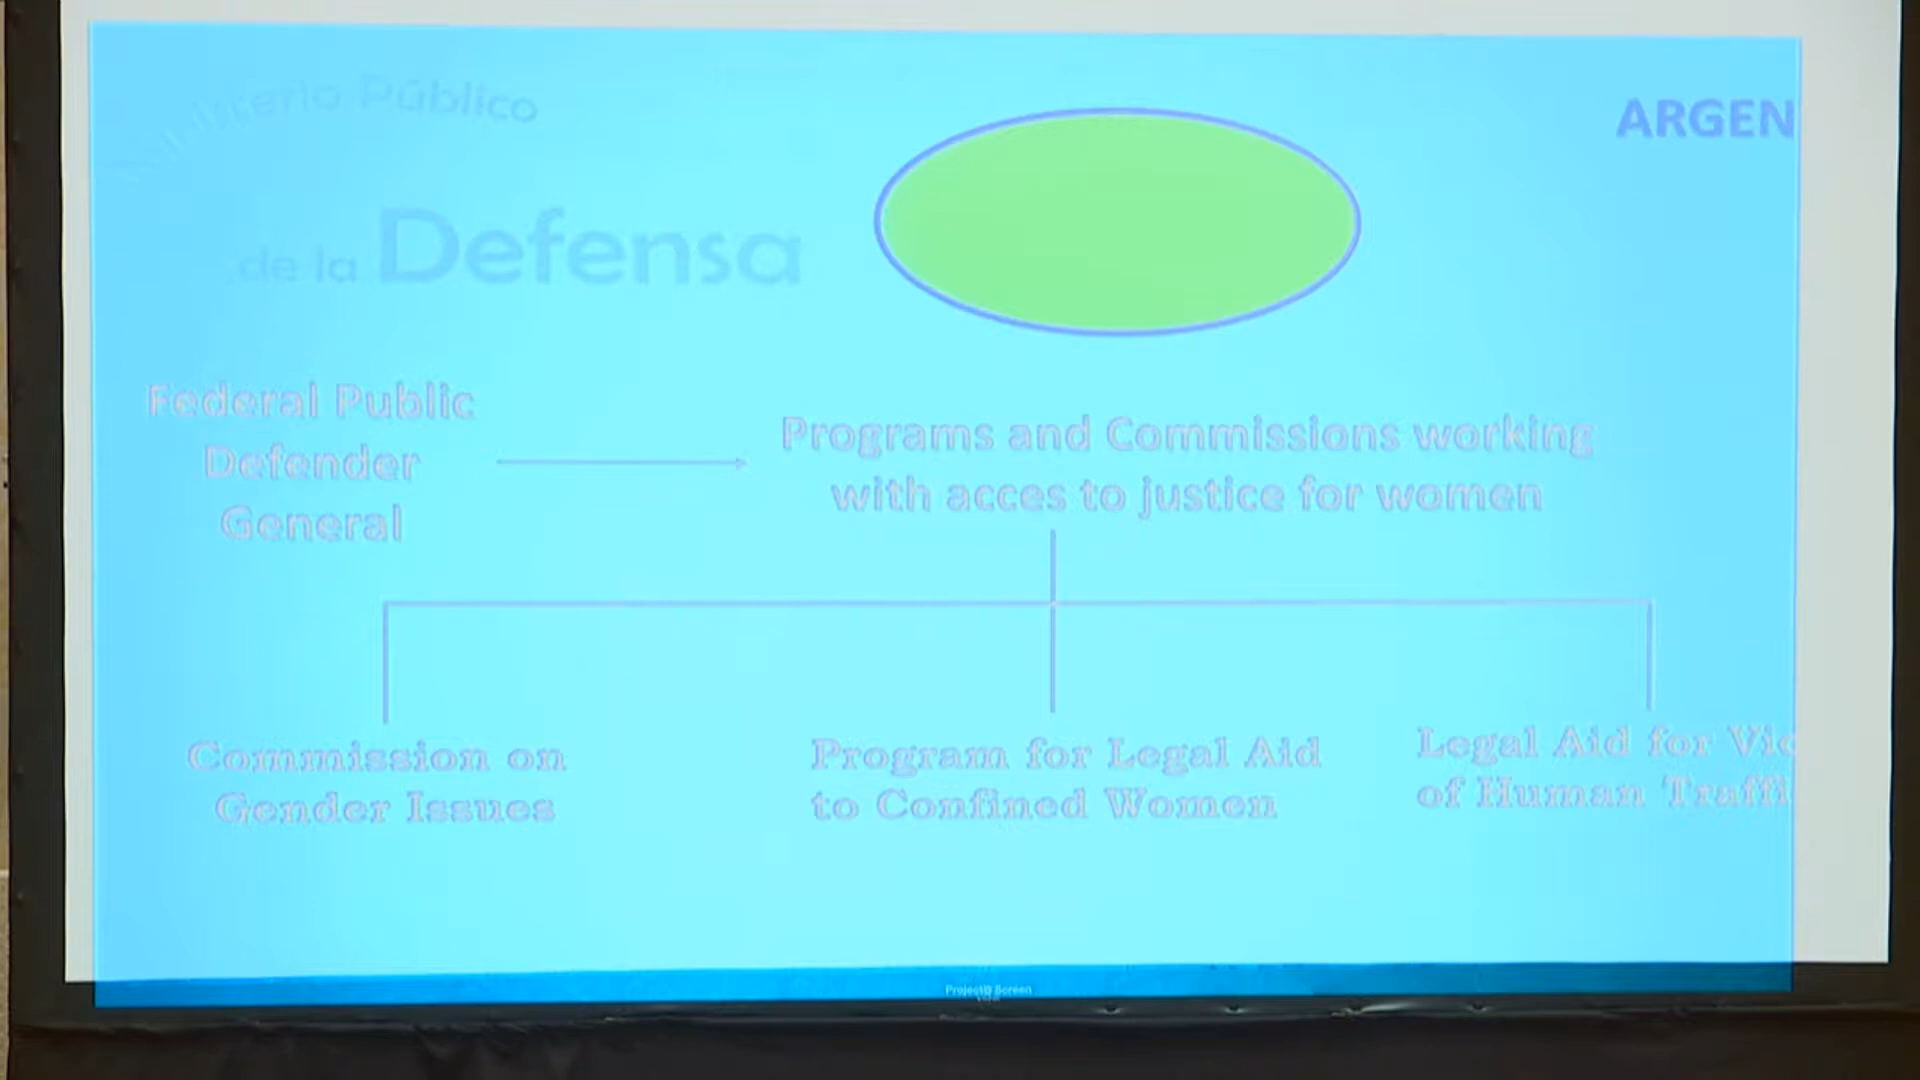 Ministerio Público
de la Defensa
ARGEN
Federal Public
Defender
General
Programs and Commissions working
with acces to justice for women
Commission on
Gender Issues
Program for Legal Aid
to Confined Women
Legal Aid for Vic
of Human Traffi